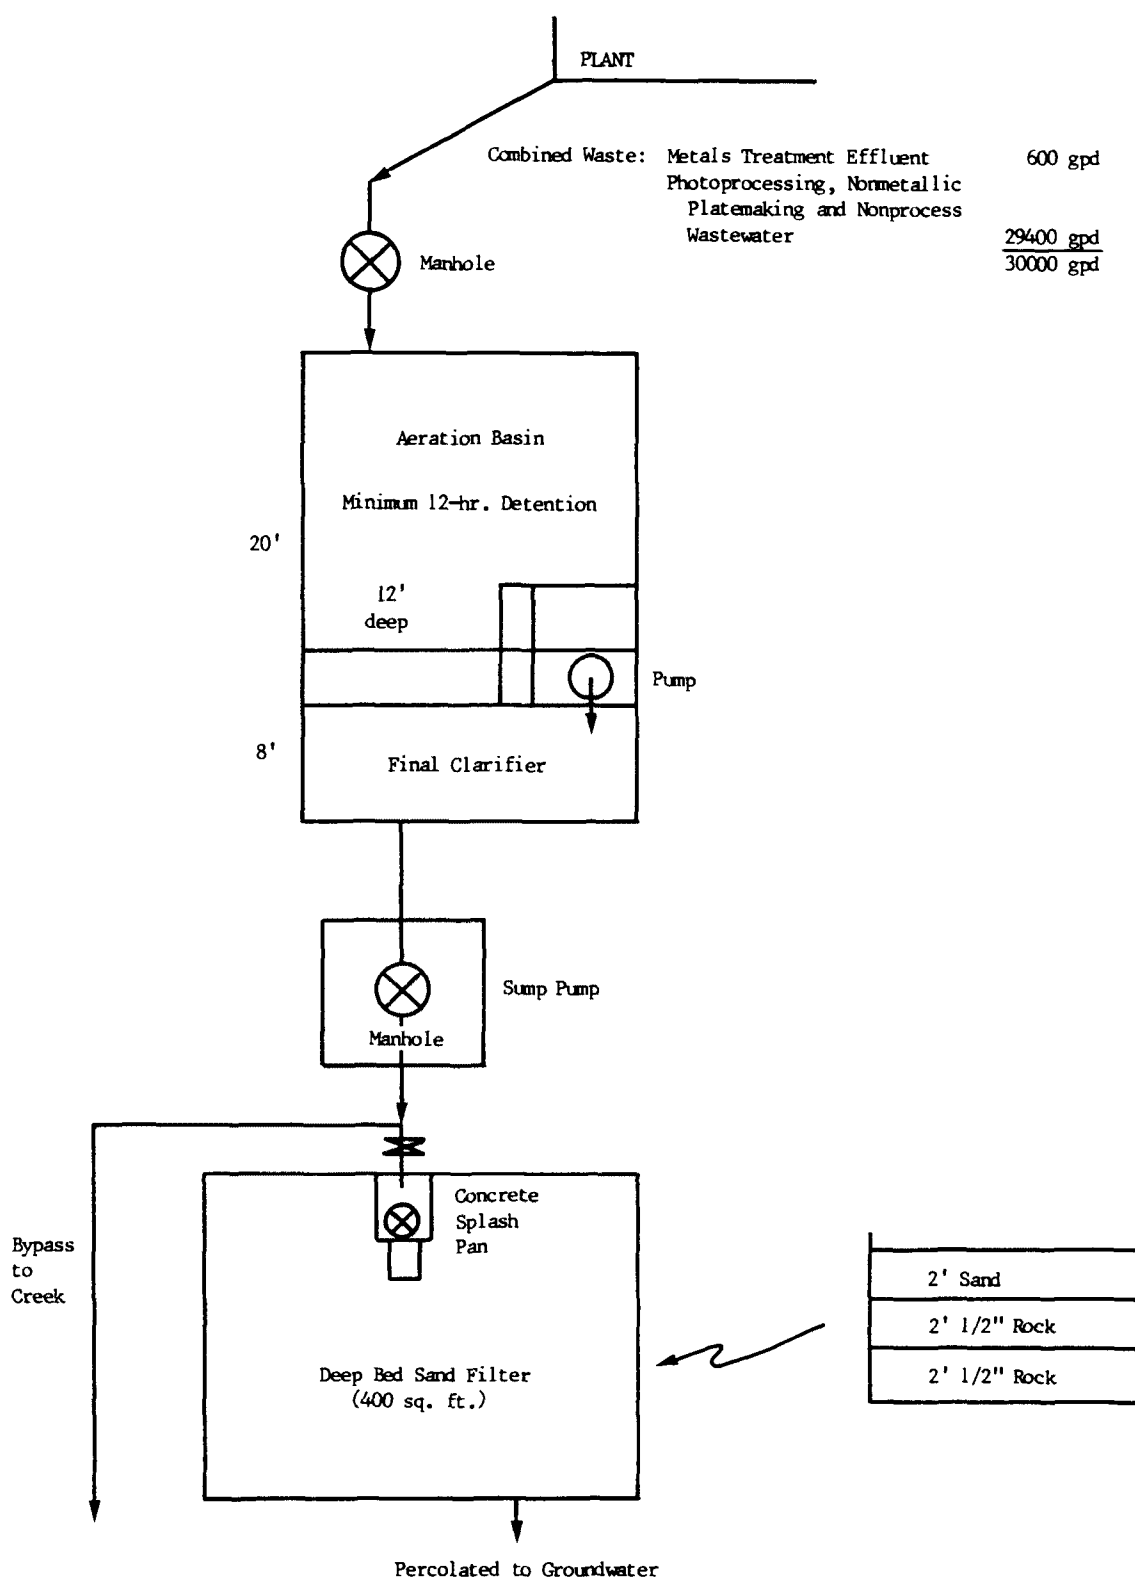 PLANT
Combined Waste: Metals Treatment Effluent 600 gpd
Photoprocessing, Nonmetallic
Platemaking and Nonprocess
Wastewater 29400 gpd
30000 gpd
Manhole
Aeration Basin
Minimum 12-hr. Detention
20'
12'
deep
Pump
8'
Final Clarifier
Sump Pump
Manhole
Concrete
Splash
Pan
Bypass
to
Creek
2' Sand
2' 1/2" Rock
2' 1/2" Rock
Deep Bed Sand Filter
(400 sq. ft.)
Percolated to Groundwater